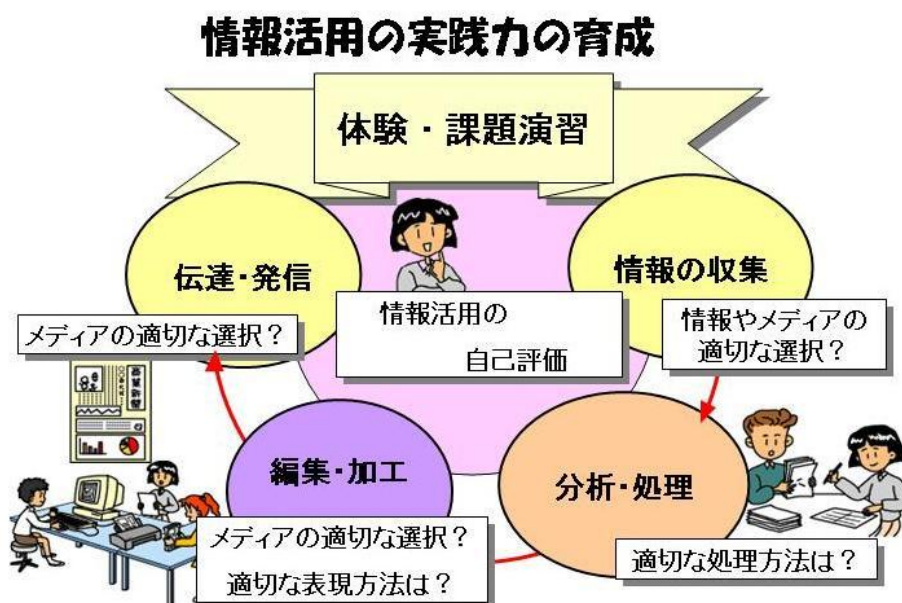 情報活用の実践力の育成
体験・課題演習
伝達・発信
メディアの適切な選択？
情報の収集
情報やメディアの
適切な選択？
情報活用の
自己評価
編集・加工
メディアの適切な選択？
適切な表現方法は？
分析・処理
適切な処理方法は？